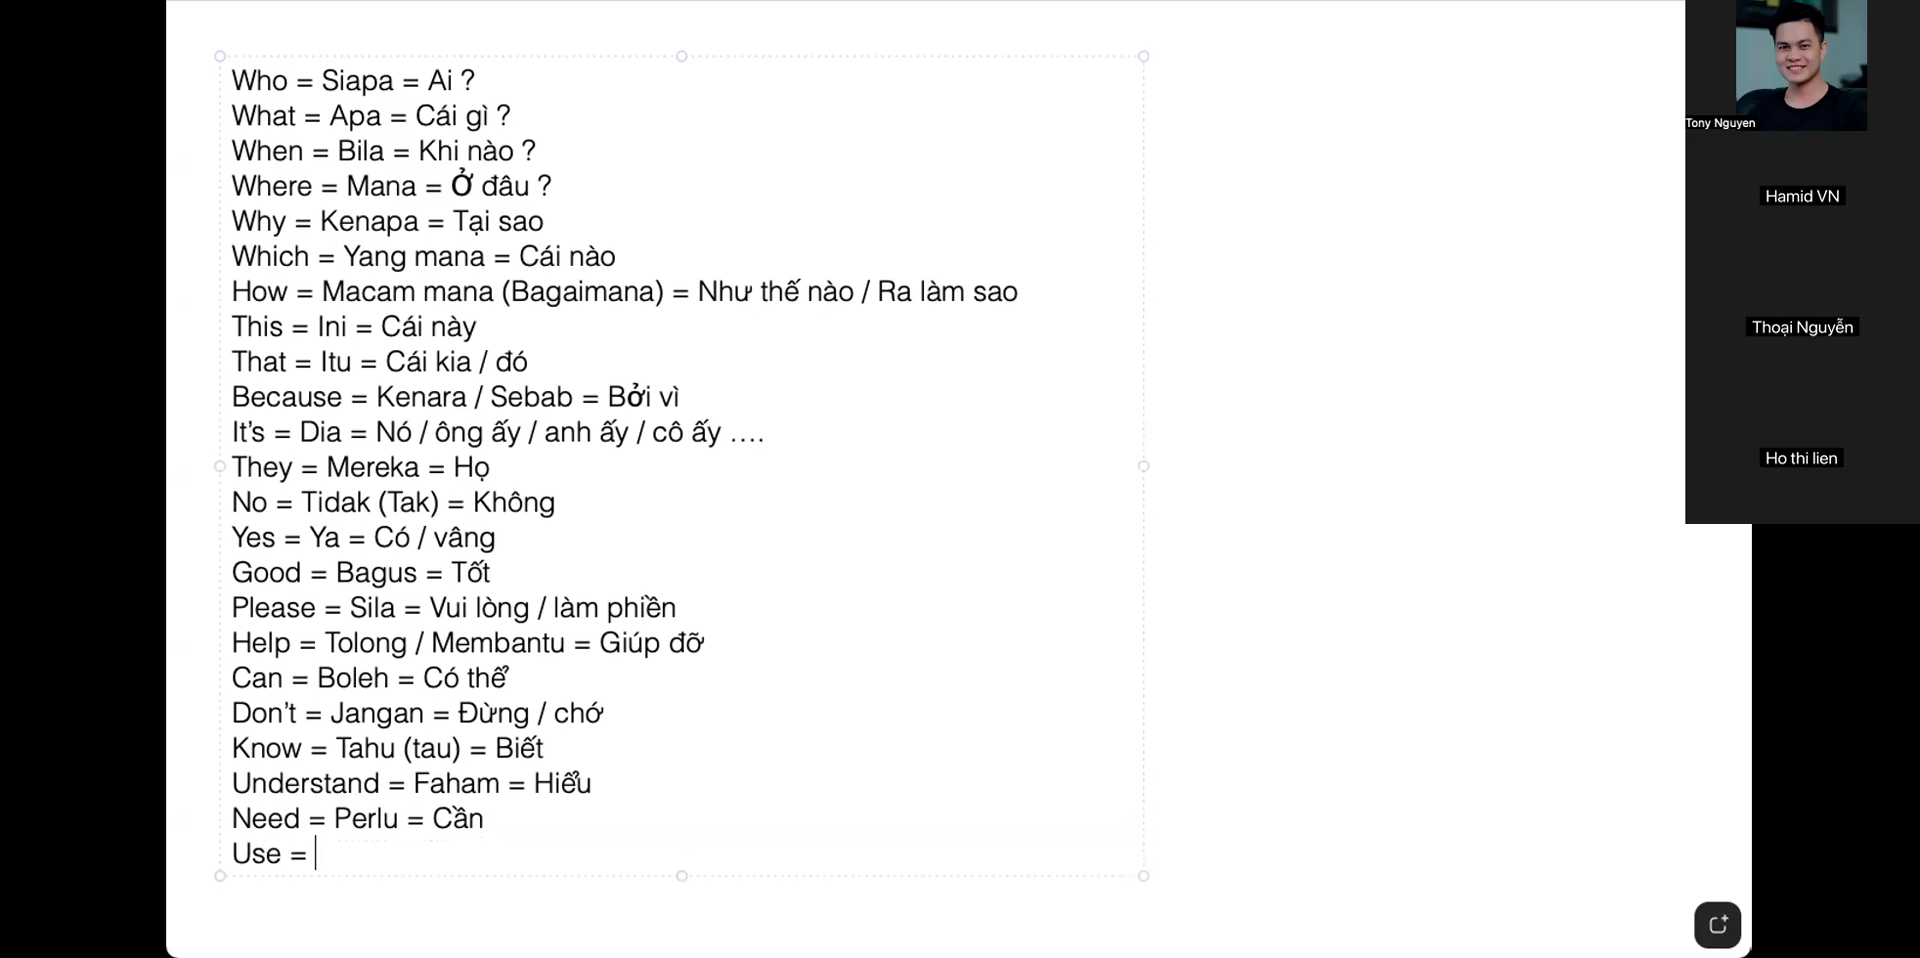 Who = Siapa = Ai ?
What = Apa = Cái gì ?
When = Bila = Khi nào ?
Where = Mana = Ở đâu ?
Why = Kenapa = Tại sao
Which = Yang mana = Cái nào
How = Macam mana (Bagaimana) = Như thế nào / Ra làm sao
This = Ini = Cái này
That = Itu = Cái kia / đó
Because = Kenara / Sebab = Bởi vì
It’s = Dia = Nó / ông ấy / anh ấy / cô ấy ….
They = Mereka = Họ
No = Tidak (Tak) = Không
Yes = Ya = Có / vâng
Good = Bagus = Tốt
Please = Sila = Vui lòng / làm phiền
Help = Tolong / Membantu = Giúp đỡ
Can = Boleh = Có thể
Don’t = Jangan = Đừng / chớ
Know = Tahu (tau) = Biết
Understand = Faham = Hiểu
Need = Perlu = Cần
Use =
Tony Nguyen
Hamid VN
Thoại Nguyễn
Ho thi lien